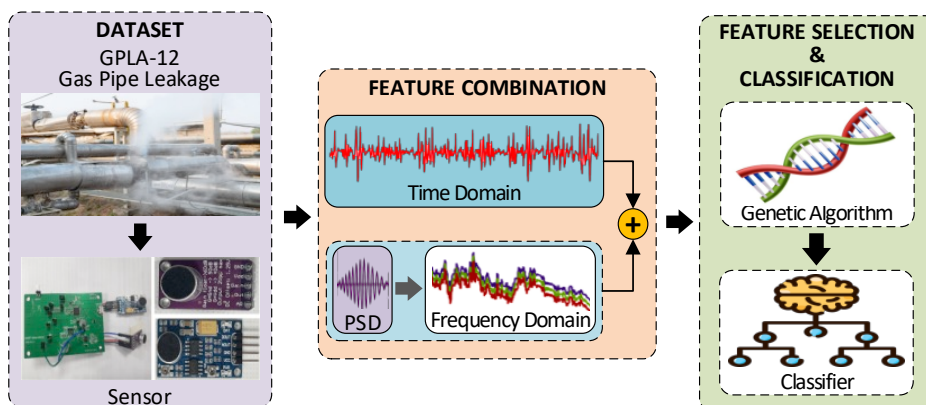 DATASET
GPLA-12
Gas Pipe Leakage
Sensor
FEATURE COMBINATION
Time Domain
+
PSD
Frequency Domain
FEATURE SELECTION
&
CLASSIFICATION
Genetic Algorithm
Classifier